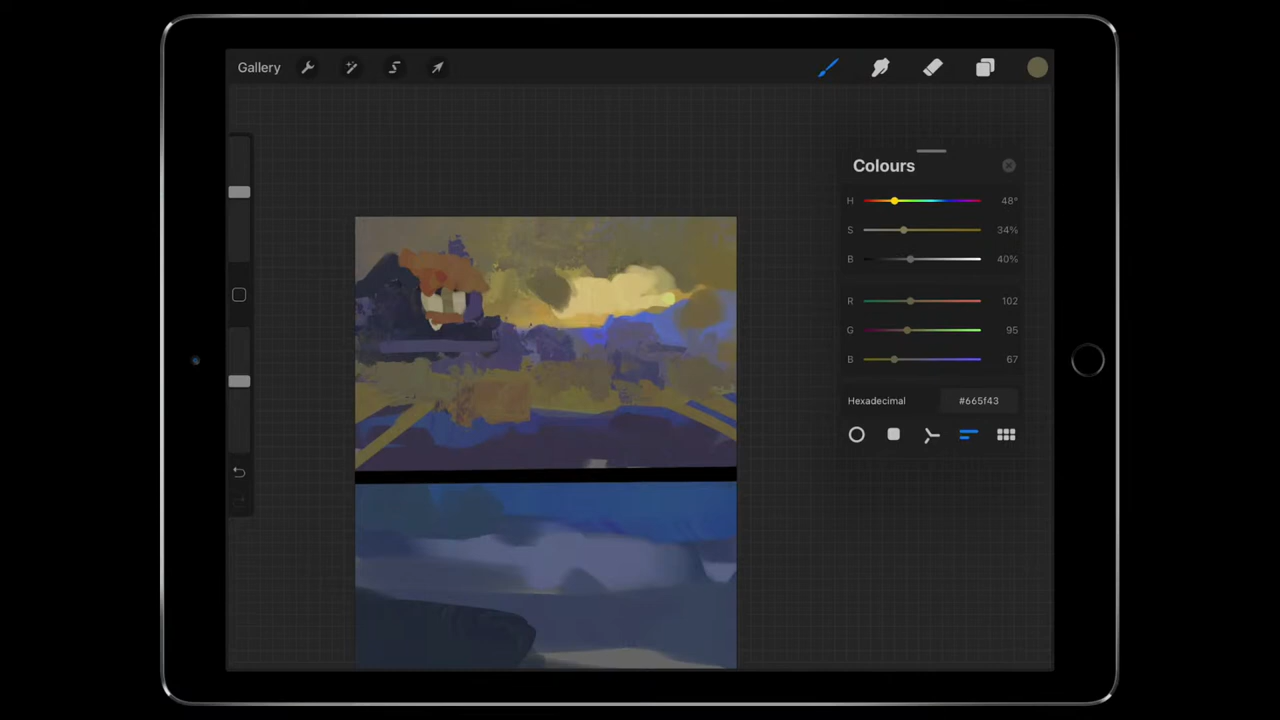 Gallery
Colours
H 48°
S 34%
B 40%
R 102
G 95
B 67
Hexadecimal #665f43